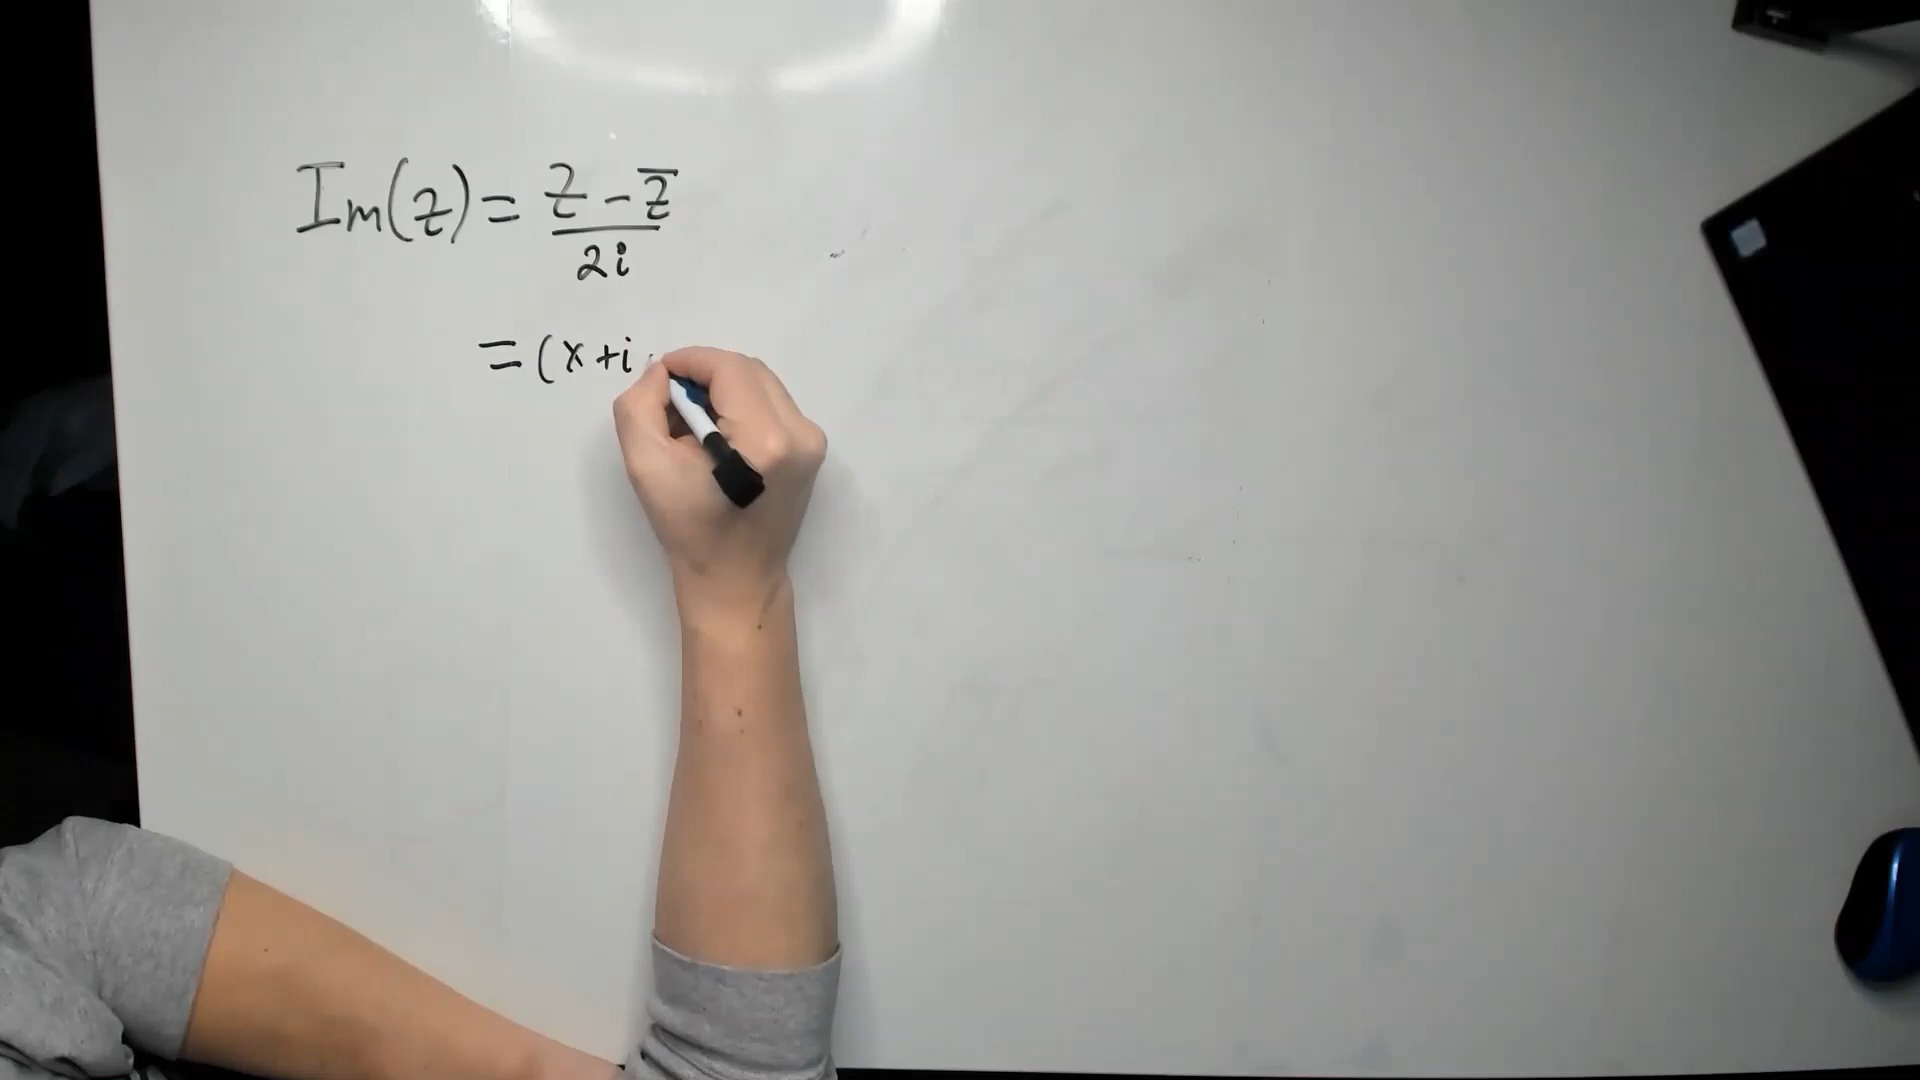 Im(z) = z - z̅ / 2i
= (x + i